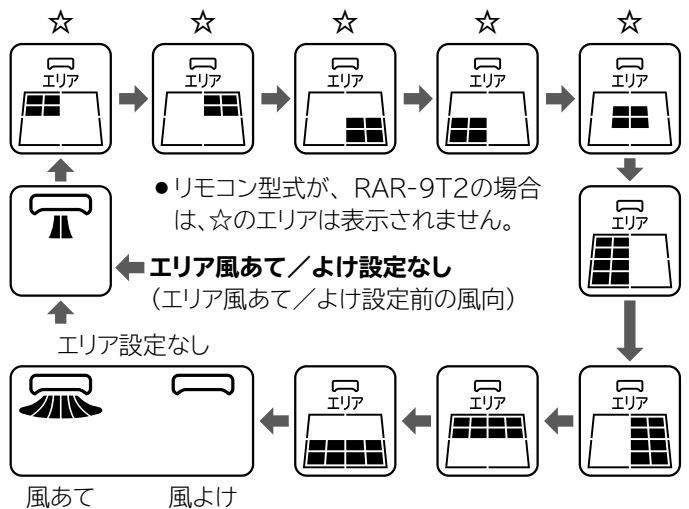 ☆ ☆ ☆ ☆ ☆
エリア エリア エリア エリア エリア
●リモコン型式が、RAR-9T2の場合
は、☆のエリアは表示されません。
エリア
エリア風あて／よけ設定なし
（エリア風あて／よけ設定前の風向）
エリア設定なし
エリア エリア エリア
風あて 風よけ